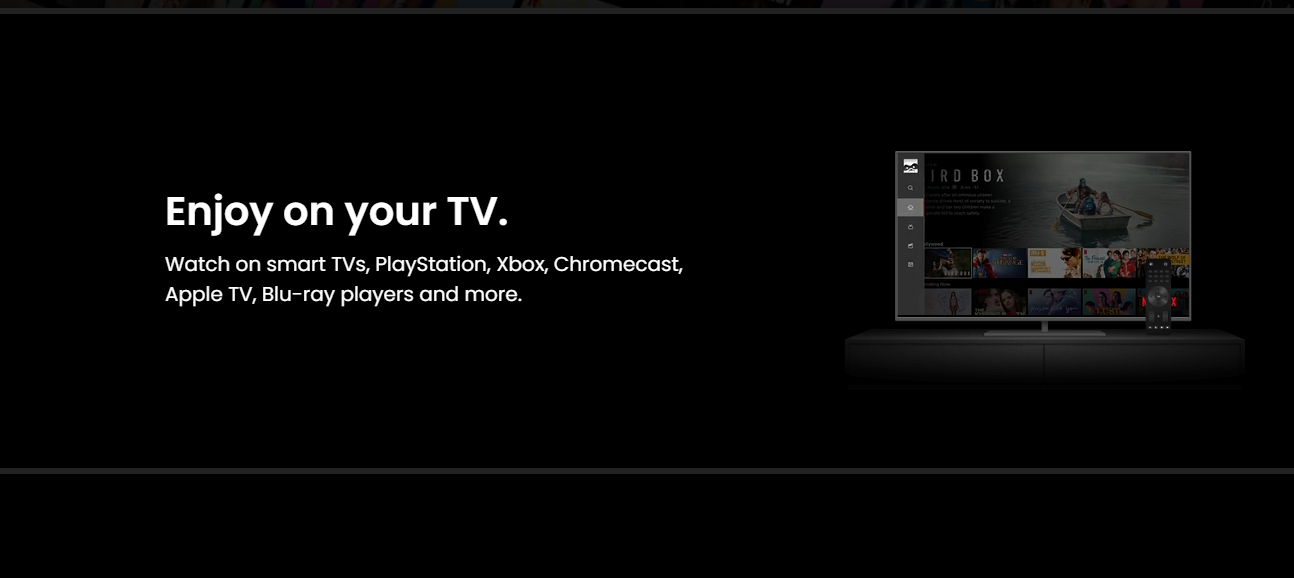 Enjoy on your TV.
Watch on smart TVs, PlayStation, Xbox, Chromecast,
Apple TV, Blu-ray players and more.
IRD BOX